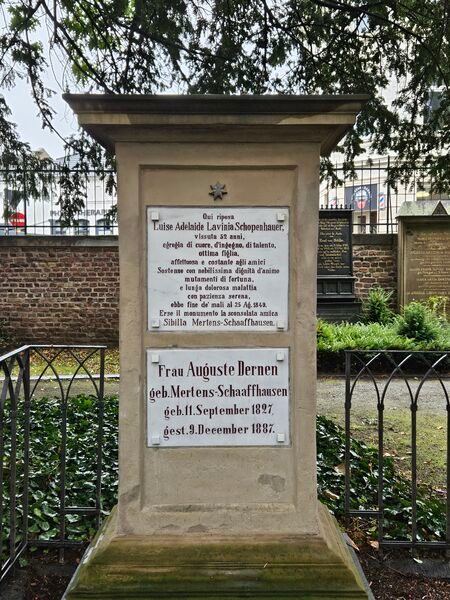 Qui riposa
Luise Adelaide Lavinia Schopenhauer,
vissuta 52 anni,
egregia di cuore, d'ingegno, di talento,
ottima figlia,
affettuosa e costante agli amici
Sostenne con nobilissima dignità d'animo
mutamenti di fortuna,
e lunga dolorosa malattia
con pazienza serena,
ebbe fine de' mali al 25 Ag. 1849.
Erse il monumento la sconsolata amica
Sibilla Mertens-Schaaffhausen.
Frau Auguste Dernen
geb. Mertens-Schaaffhausen
geb. 11. September 1827,
gest. 9. December 1887.